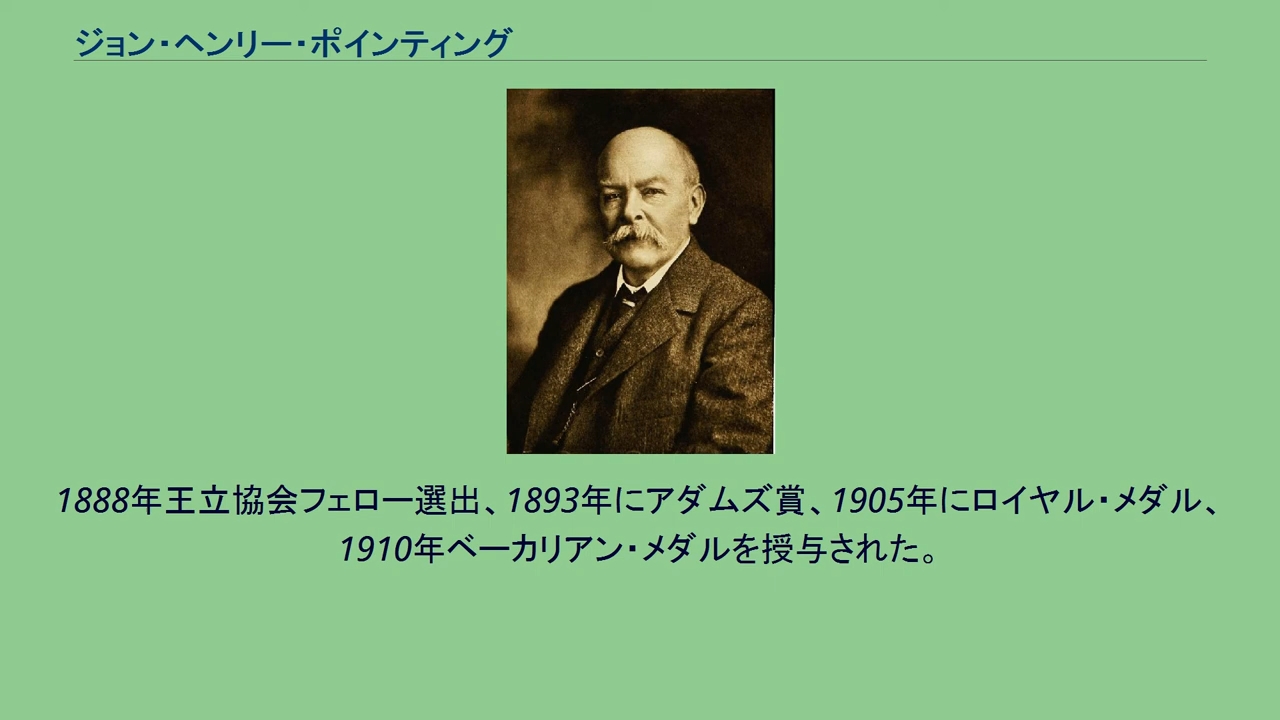 ジョン・ヘンリー・ポインティング
1888年王立協会フェロー選出、1893年にアダムズ賞、1905年にロイヤル・メダル、
1910年ベーカリアン・メダルを授与された。